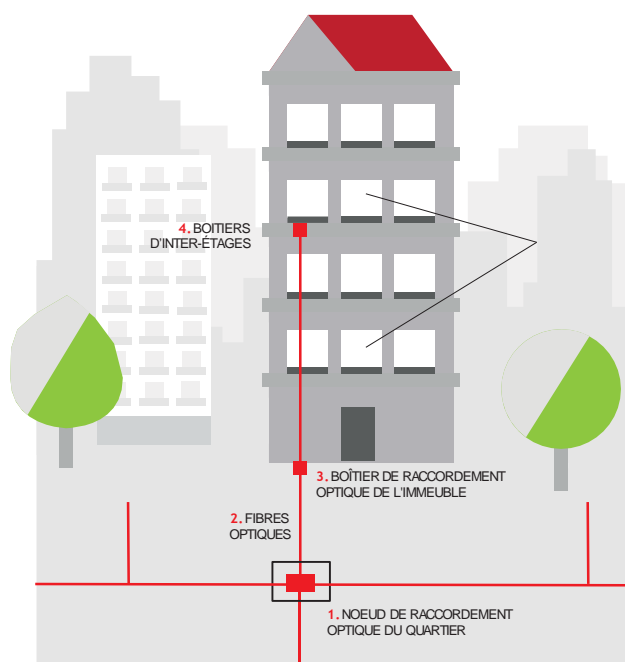 4. BOITIERS
D'INTER-ÉTAGES
3. BOÎTIER DE RACCORDEMENT
OPTIQUE DE L'IMMEUBLE
2. FIBRES
OPTIQUES
1. NOEUD DE RACCORDEMENT
OPTIQUE DU QUARTIER